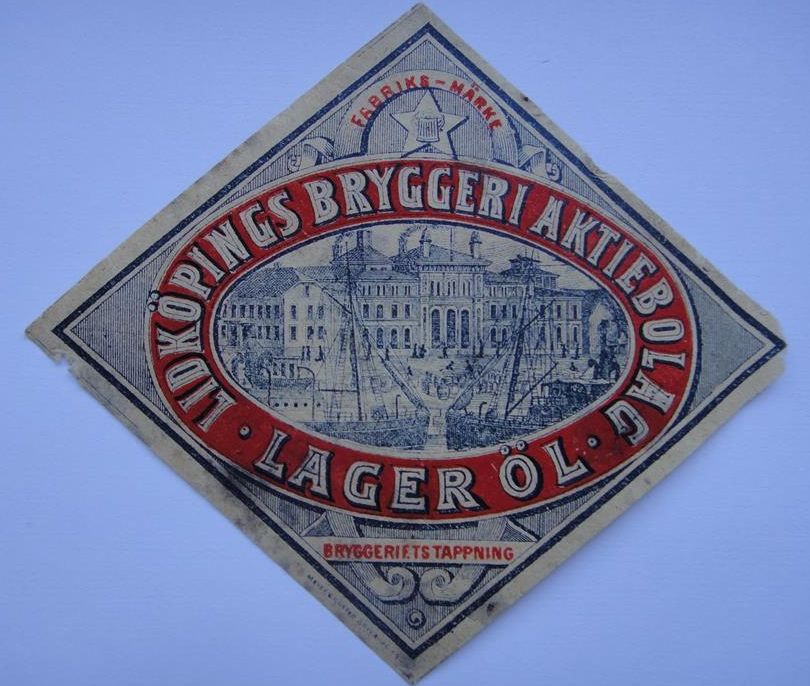 FABRIKS-MÄRKE
LIDKÖPINGS BRYGGERI AKTIEBOLAG
LAGER ÖL
BRYGGERIETS TAPPNING